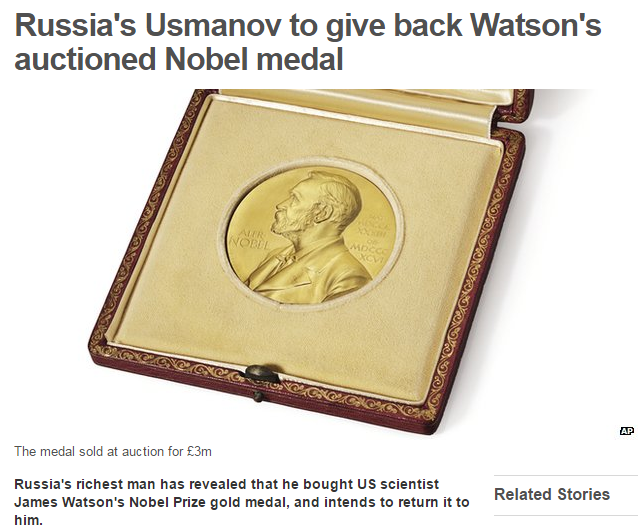 Russia's Usmanov to give back Watson's
auctioned Nobel medal
ALFR
NOBEL
MDCCC
XCVI
AP
The medal sold at auction for £3m
Russia's richest man has revealed that he bought US scientist
James Watson's Nobel Prize gold medal, and intends to return it to
him.
Related Stories